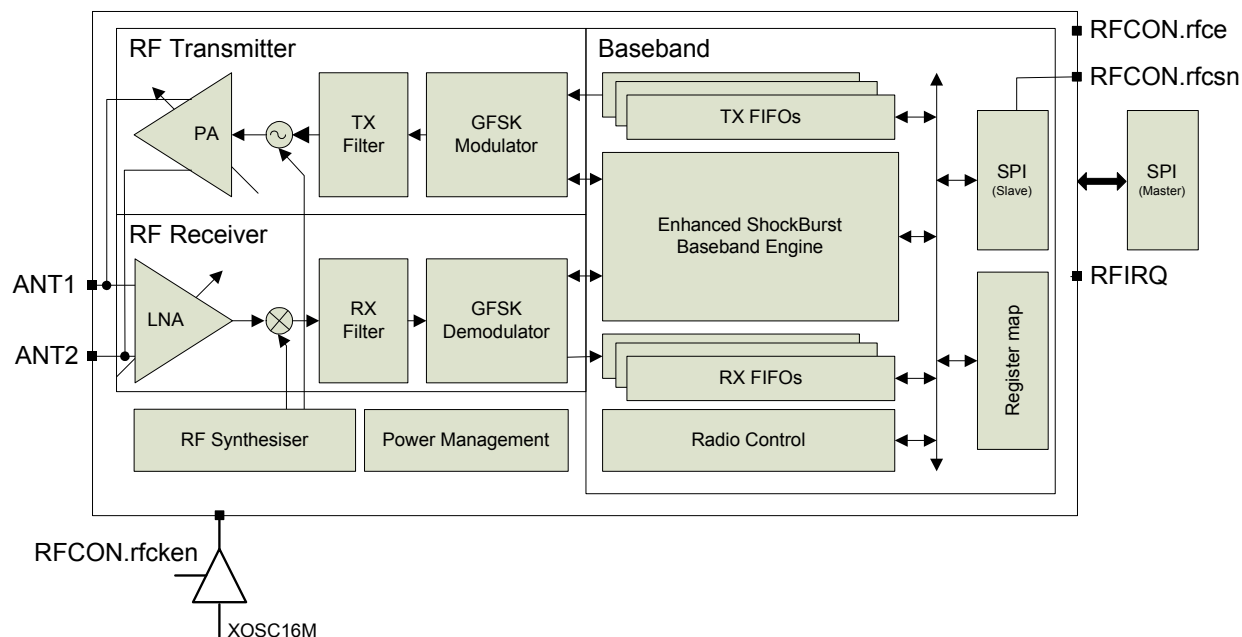 RF Transmitter
Baseband
RFCON.rfce
RFCON.rfcsn
PA
TX
Filter
GFSK
Modulator
TX FIFOs
SPI
(Slave)
SPI
(Master)
Enhanced ShockBurst
Baseband Engine
RF Receiver
ANT1
ANT2
LNA
RX
Filter
GFSK
Demodulator
RFIRQ
RX FIFOs
Register map
RF Synthesiser
Power Management
Radio Control
RFCON.rfcken
XOSC16M